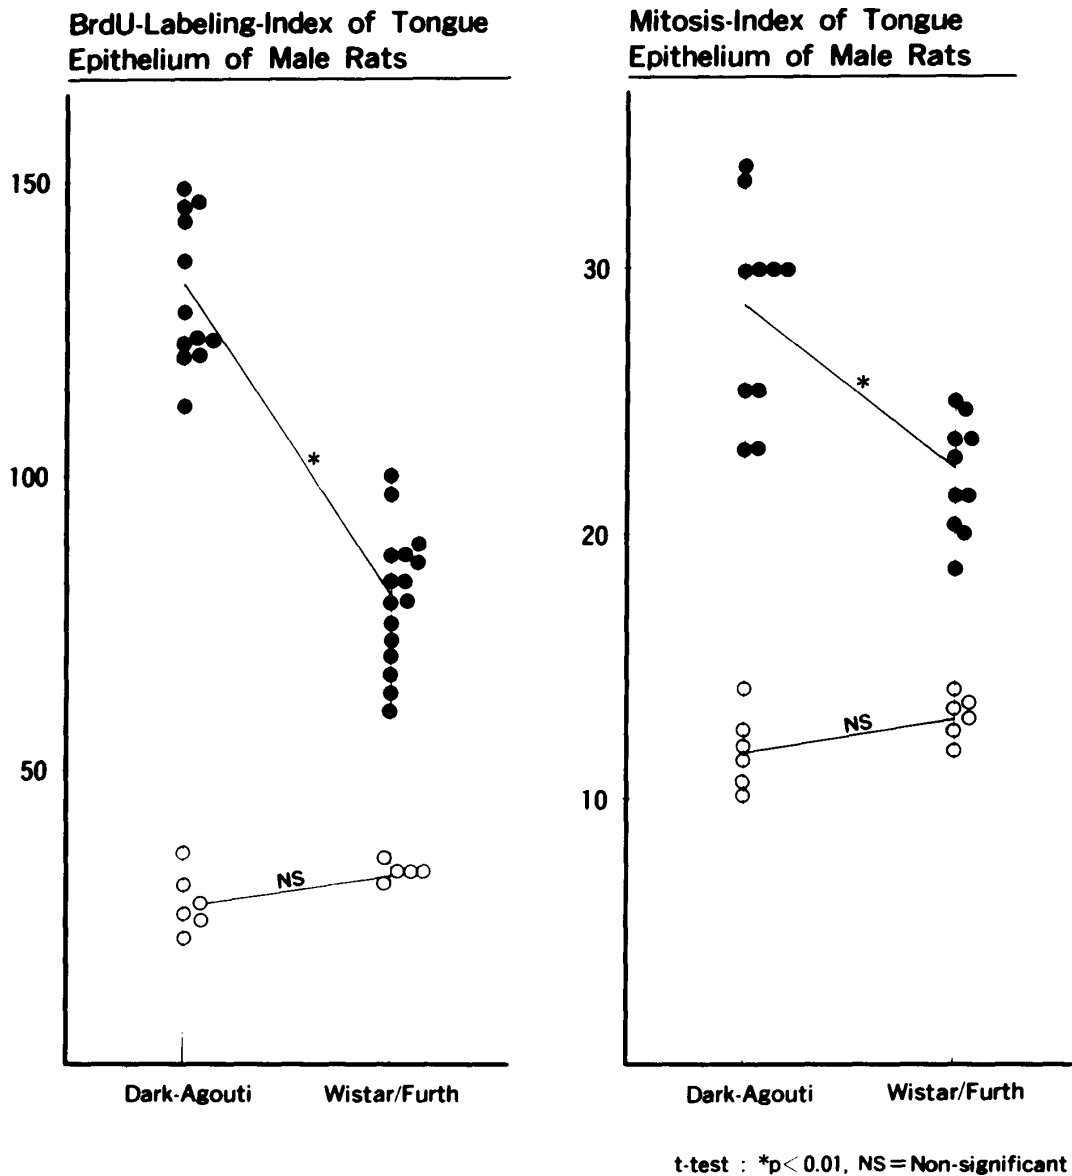 BrdU-Labeling-Index of Tongue
Epithelium of Male Rats
150
100
50
*
NS
Dark-Agouti
Wistar/Furth
Mitosis-Index of Tongue
Epithelium of Male Rats
30
20
10
*
NS
Dark-Agouti
Wistar/Furth
t-test : *p<0.01, NS=Non-significant